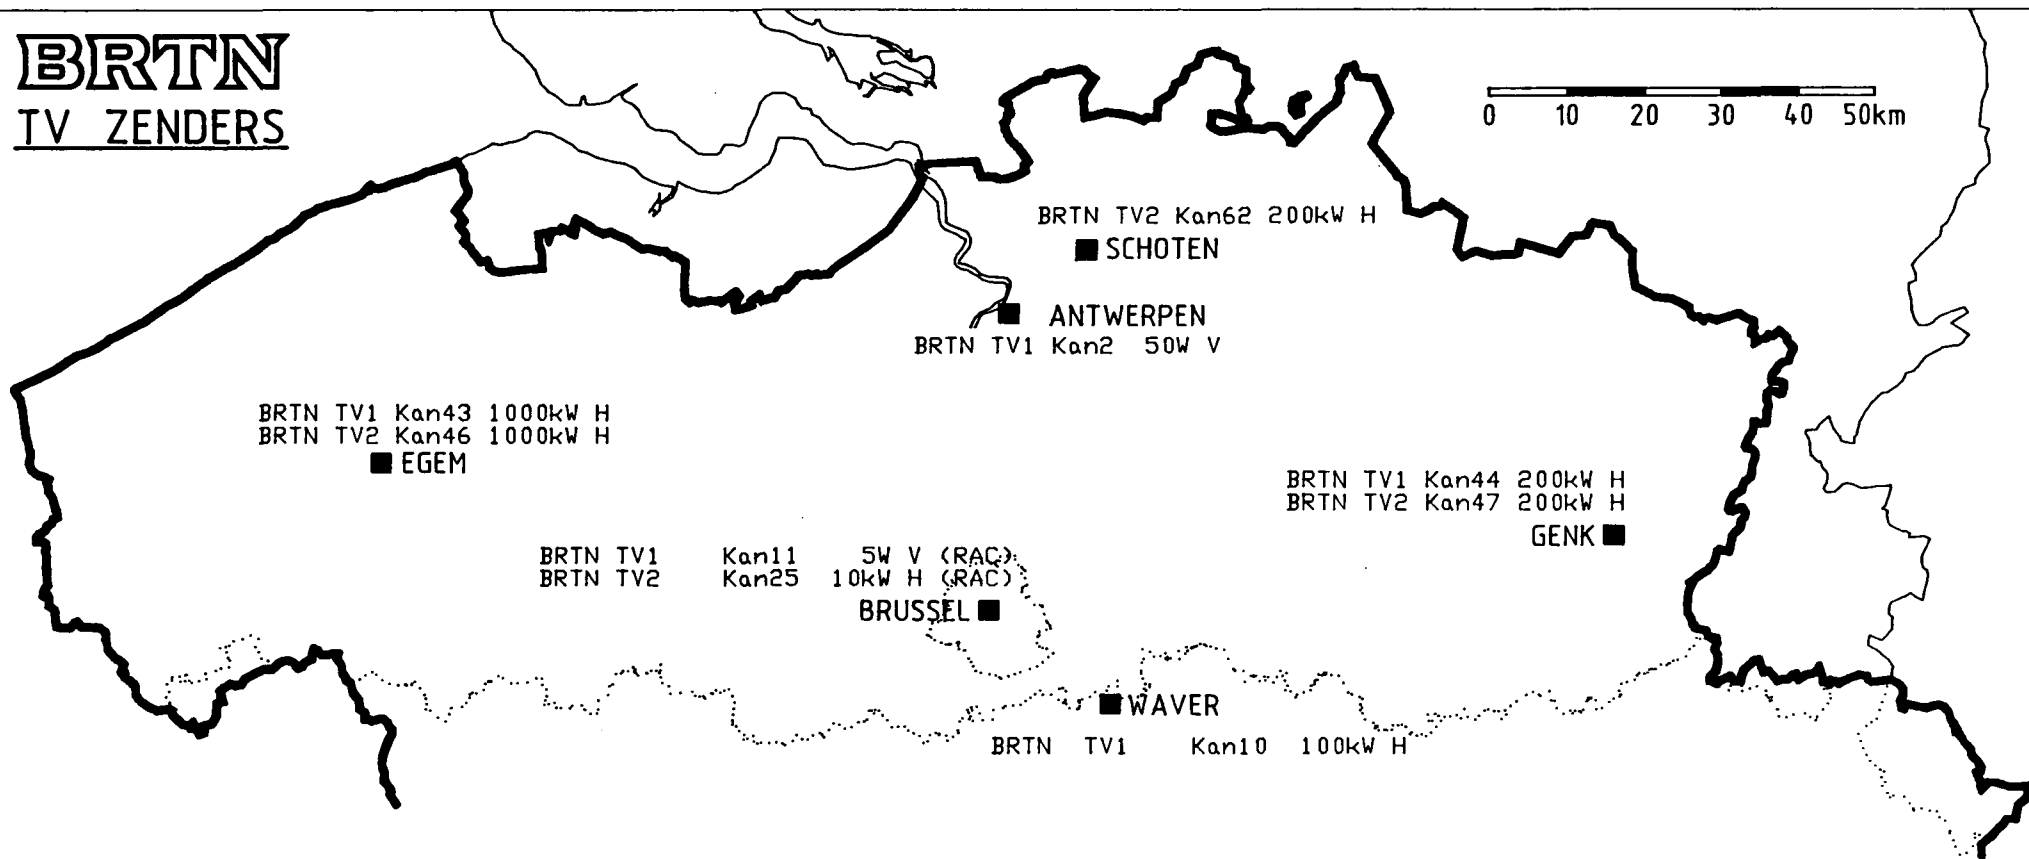 BRTN
TV ZENDERS
0 10 20 30 40 50km
BRTN TV2 Kan62 200kW H
SCHOTEN
ANTWERPEN
BRTN TV1 Kan2 50W V
BRTN TV1 Kan43 1000kW H
BRTN TV2 Kan46 1000kW H
EGEM
BRTN TV1 Kan44 200kW H
BRTN TV2 Kan47 200kW H
GENK
BRTN TV1 Kan11 5W V (RAC)
BRTN TV2 Kan25 10kW H (RAC)
BRUSSEL
WAVER
BRTN TV1 Kan10 100kW H